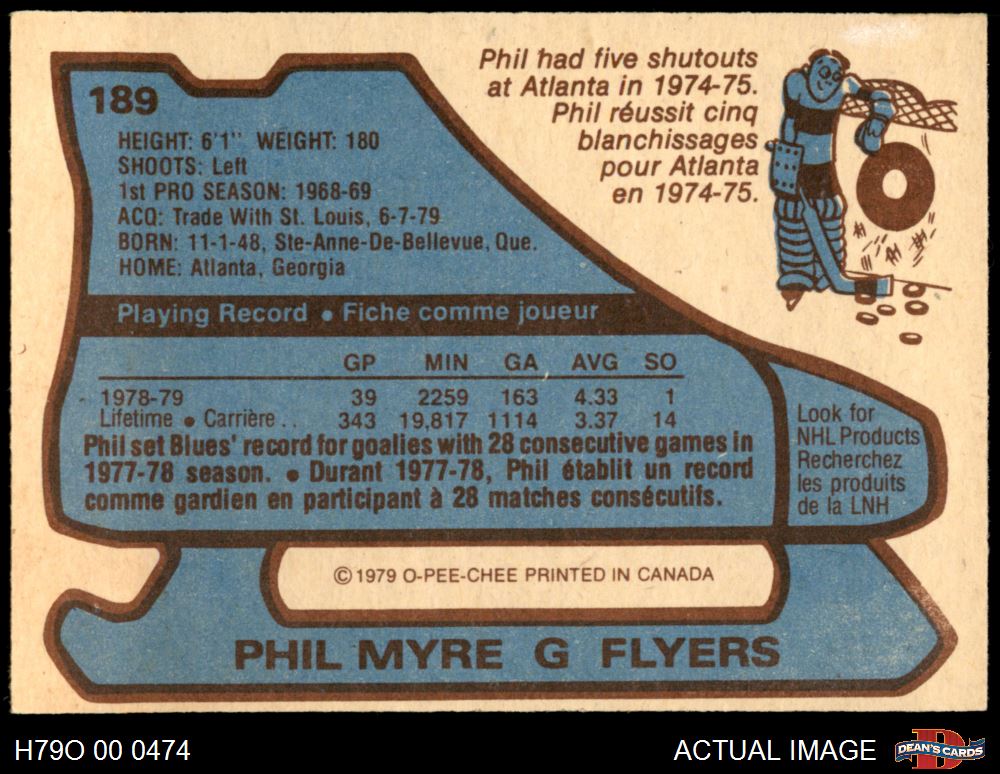 189
HEIGHT: 6'1" WEIGHT: 180
SHOOTS: Left
1st PRO SEASON: 1968-69
ACQ: Trade With St. Louis, 6-7-79
BORN: 11-1-48, Ste-Anne-De-Bellevue, Que.
HOME: Atlanta, Georgia
Phil had five shutouts
at Atlanta in 1974-75.
Phil réussit cinq
blanchissages
pour Atlanta
en 1974-75.
Playing Record • Fiche comme joueur
GP MIN GA AVG SO
1978-79 39 2259 163 4.33 1
Lifetime • Carrière .. 343 19,817 1114 3.37 14
Phil set Blues' record for goalies with 28 consecutive games in
1977-78 season. • Durant 1977-78, Phil établit un record
comme gardien en participant à 28 matches consécutifs.
Look for
NHL Products
Recherchez
les produits
de la LNH
© 1979 O-PEE-CHEE PRINTED IN CANADA
PHIL MYRE G FLYERS
H79O 00 0474
ACTUAL IMAGE
DEAN'S CARDS